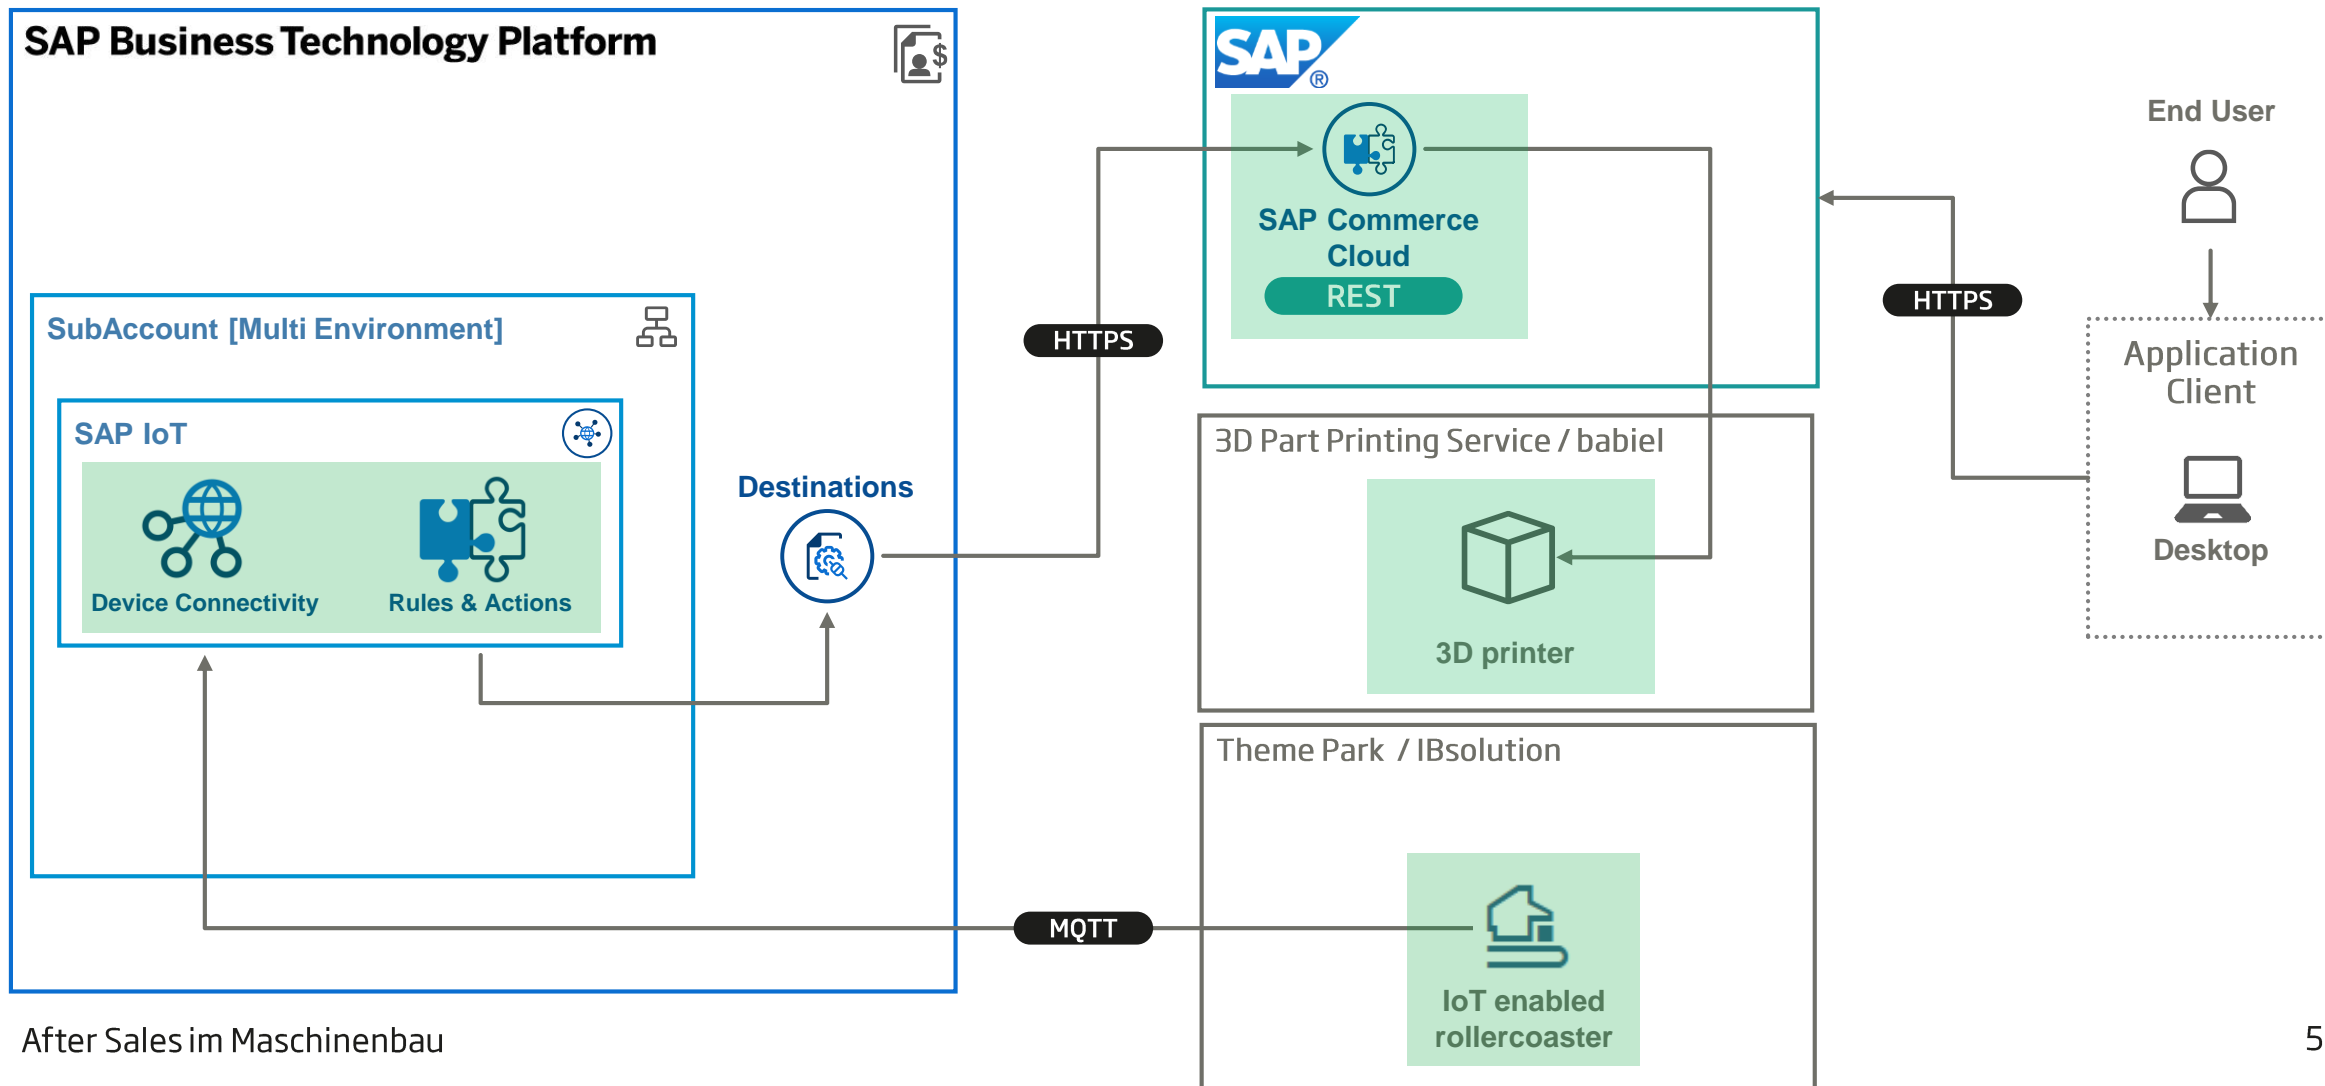 SAP Business Technology Platform
$
SubAccount [Multi Environment]
SAP IoT
Device Connectivity
Rules & Actions
Destinations
HTTPS
MQTT
SAP
®
SAP Commerce
Cloud
REST
3D Part Printing Service / babiel
3D printer
Theme Park / IBsolution
IoT enabled
rollercoaster
HTTPS
End User
Application
Client
Desktop
After Sales im Maschinenbau
5